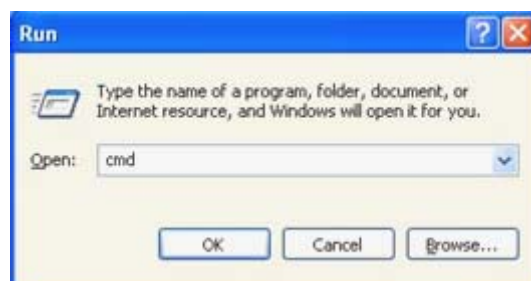 Run
Type the name of a program, folder, document, or
Internet resource, and Windows will open it for you.
Open: cmd
OK Cancel Browse...